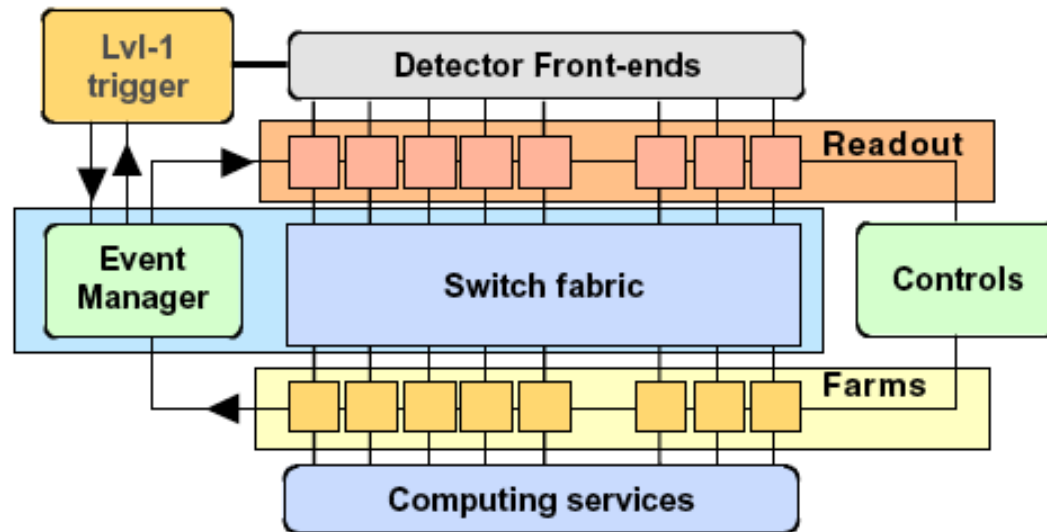 Lvl-1
trigger
Detector Front-ends
Readout
Event
Manager
Switch fabric
Controls
Farms
Computing services